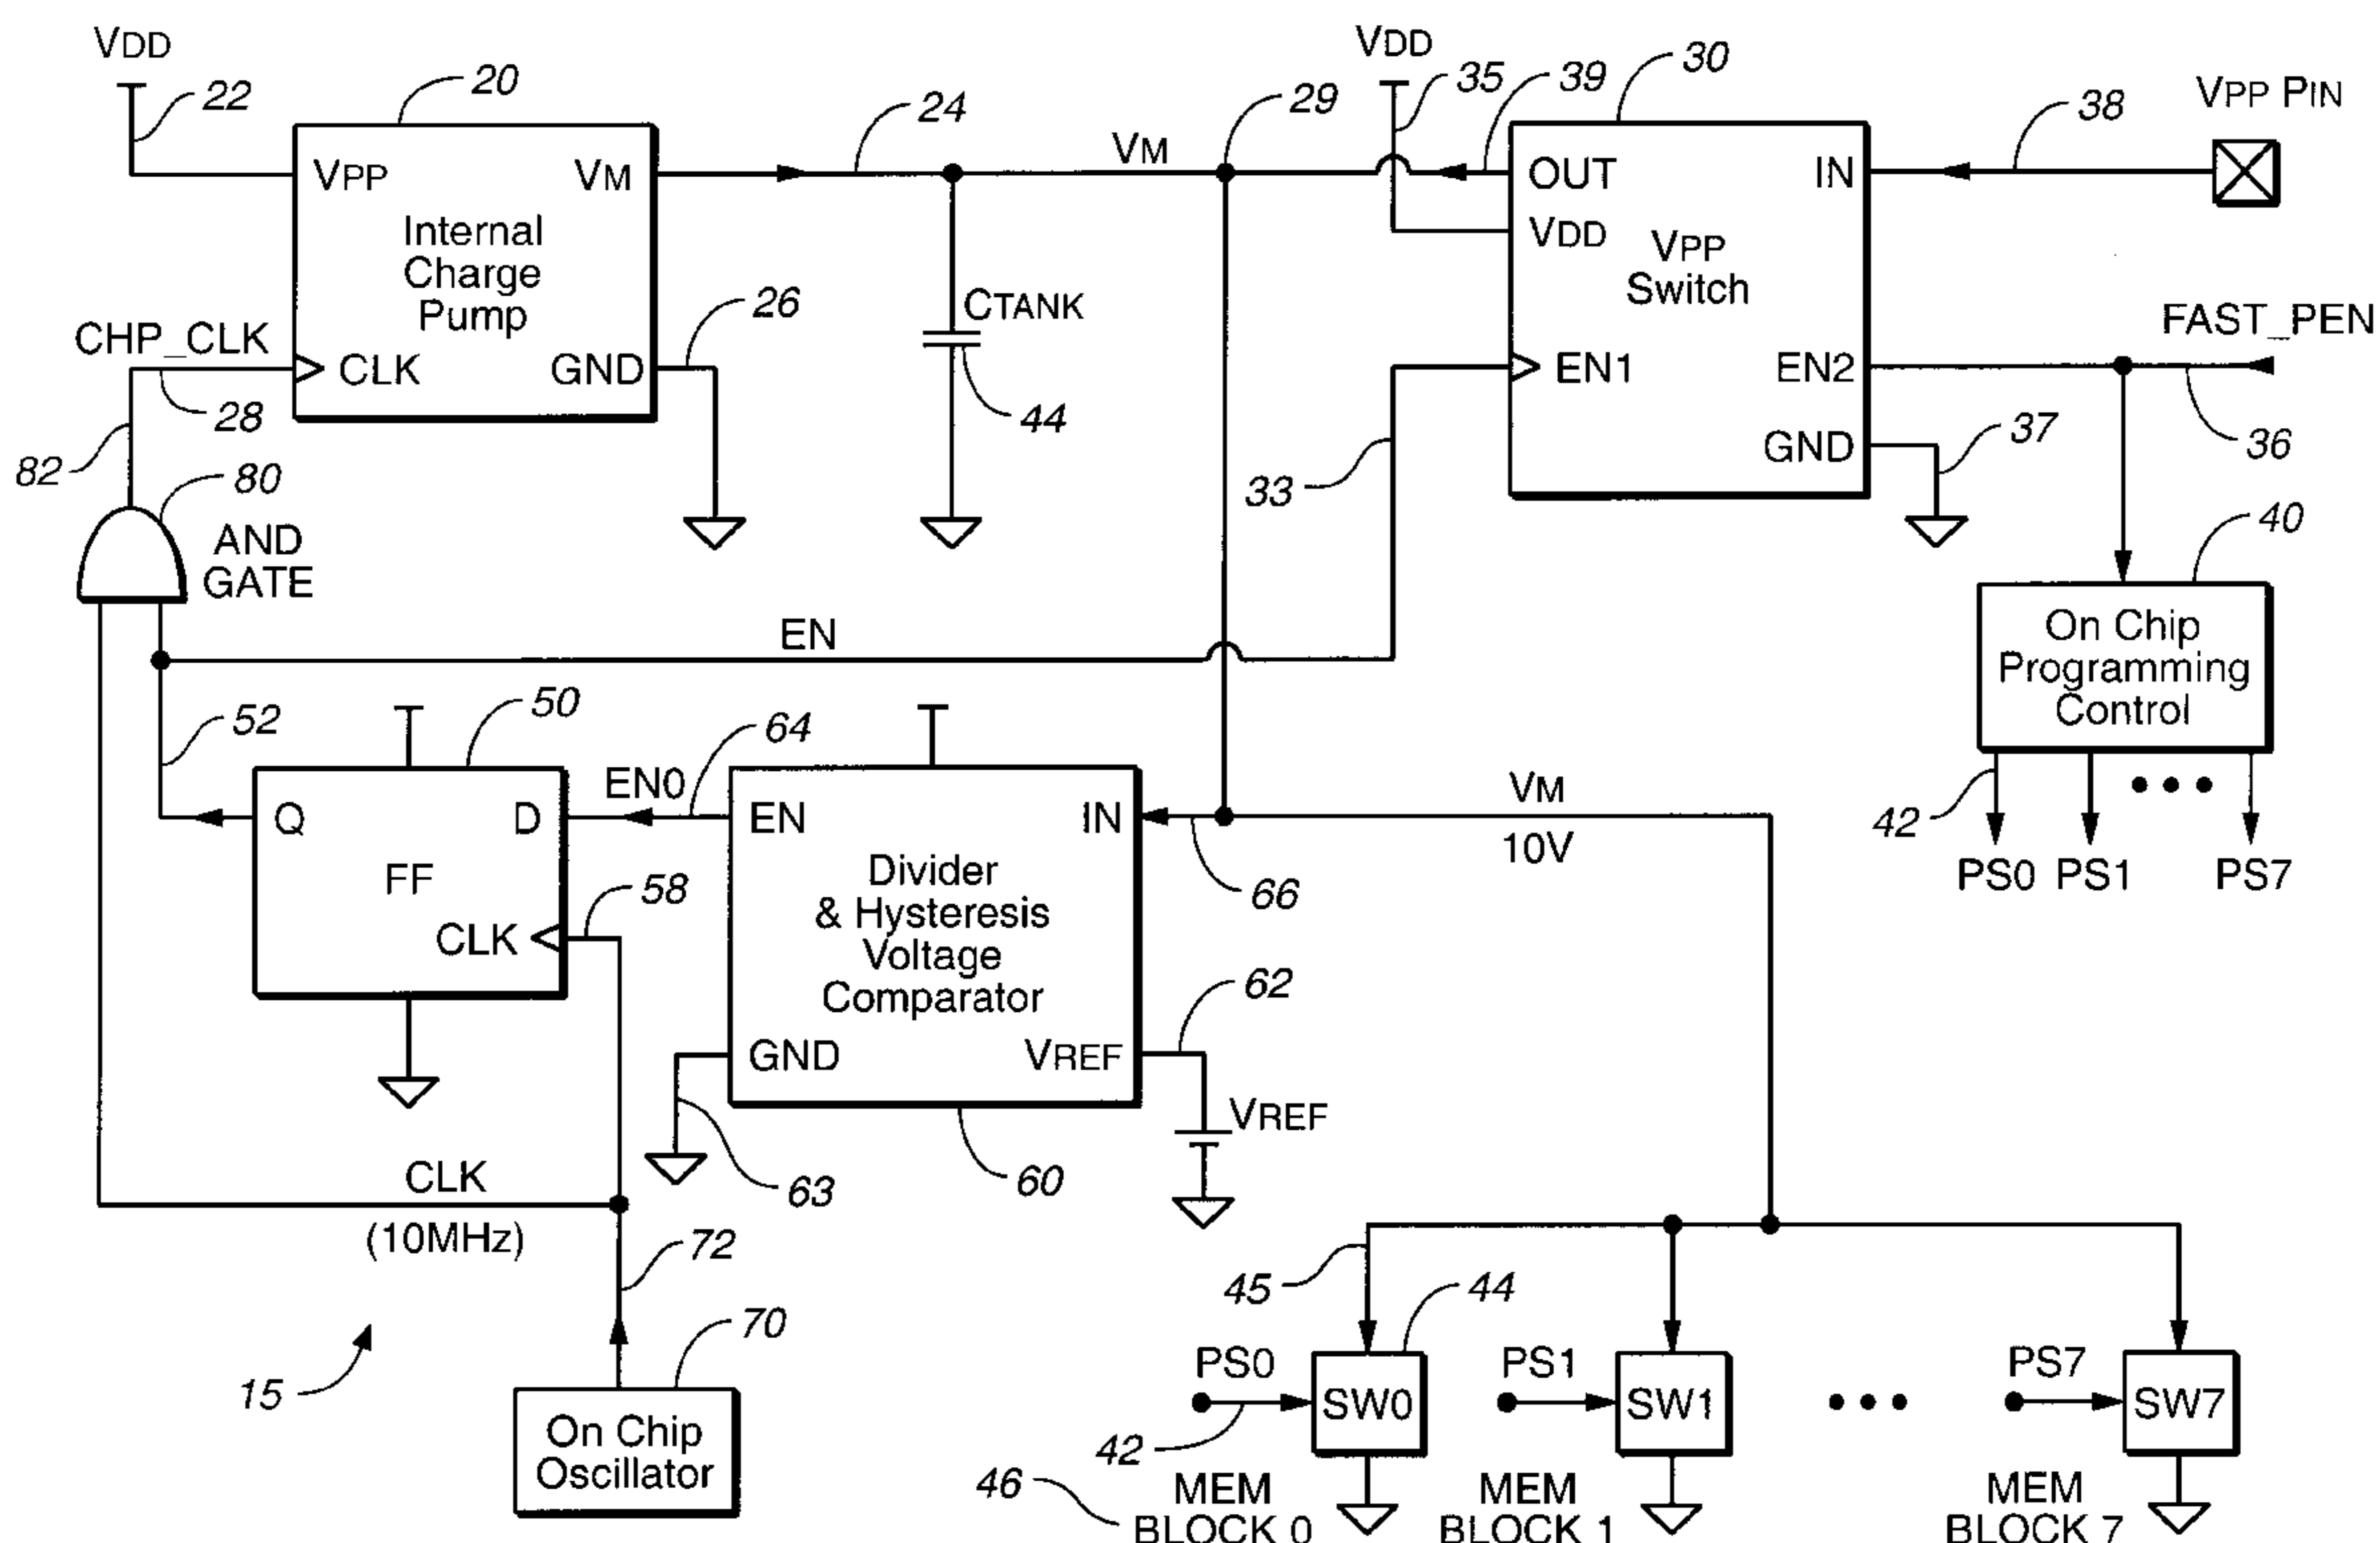 VDD
22
20
VPP
VM
Internal
Charge
Pump
CLK
GND
CHP_CLK
28
82
80
AND
GATE
24
26
CTANK
44
VM
29
VDD
35
39
30
OUT
IN
VDD
VPP
Switch
EN1
EN2
GND
33
38
VPP PIN
FAST_PEN
36
37
40
On Chip
Programming
Control
42
PS0 PS1 PS7
EN
52
50
Q
D
FF
CLK
58
EN0
64
EN
IN
Divider
& Hysteresis
Voltage
Comparator
GND
VREF
63
60
66
62
VREF
VM
10V
CLK
(10MHz)
72
70
On Chip
Oscillator
15
45
44
PS0
SW0
42
46
MEM
BLOCK 0
PS1
SW1
MEM
BLOCK 1
PS7
SW7
MEM
BLOCK 7